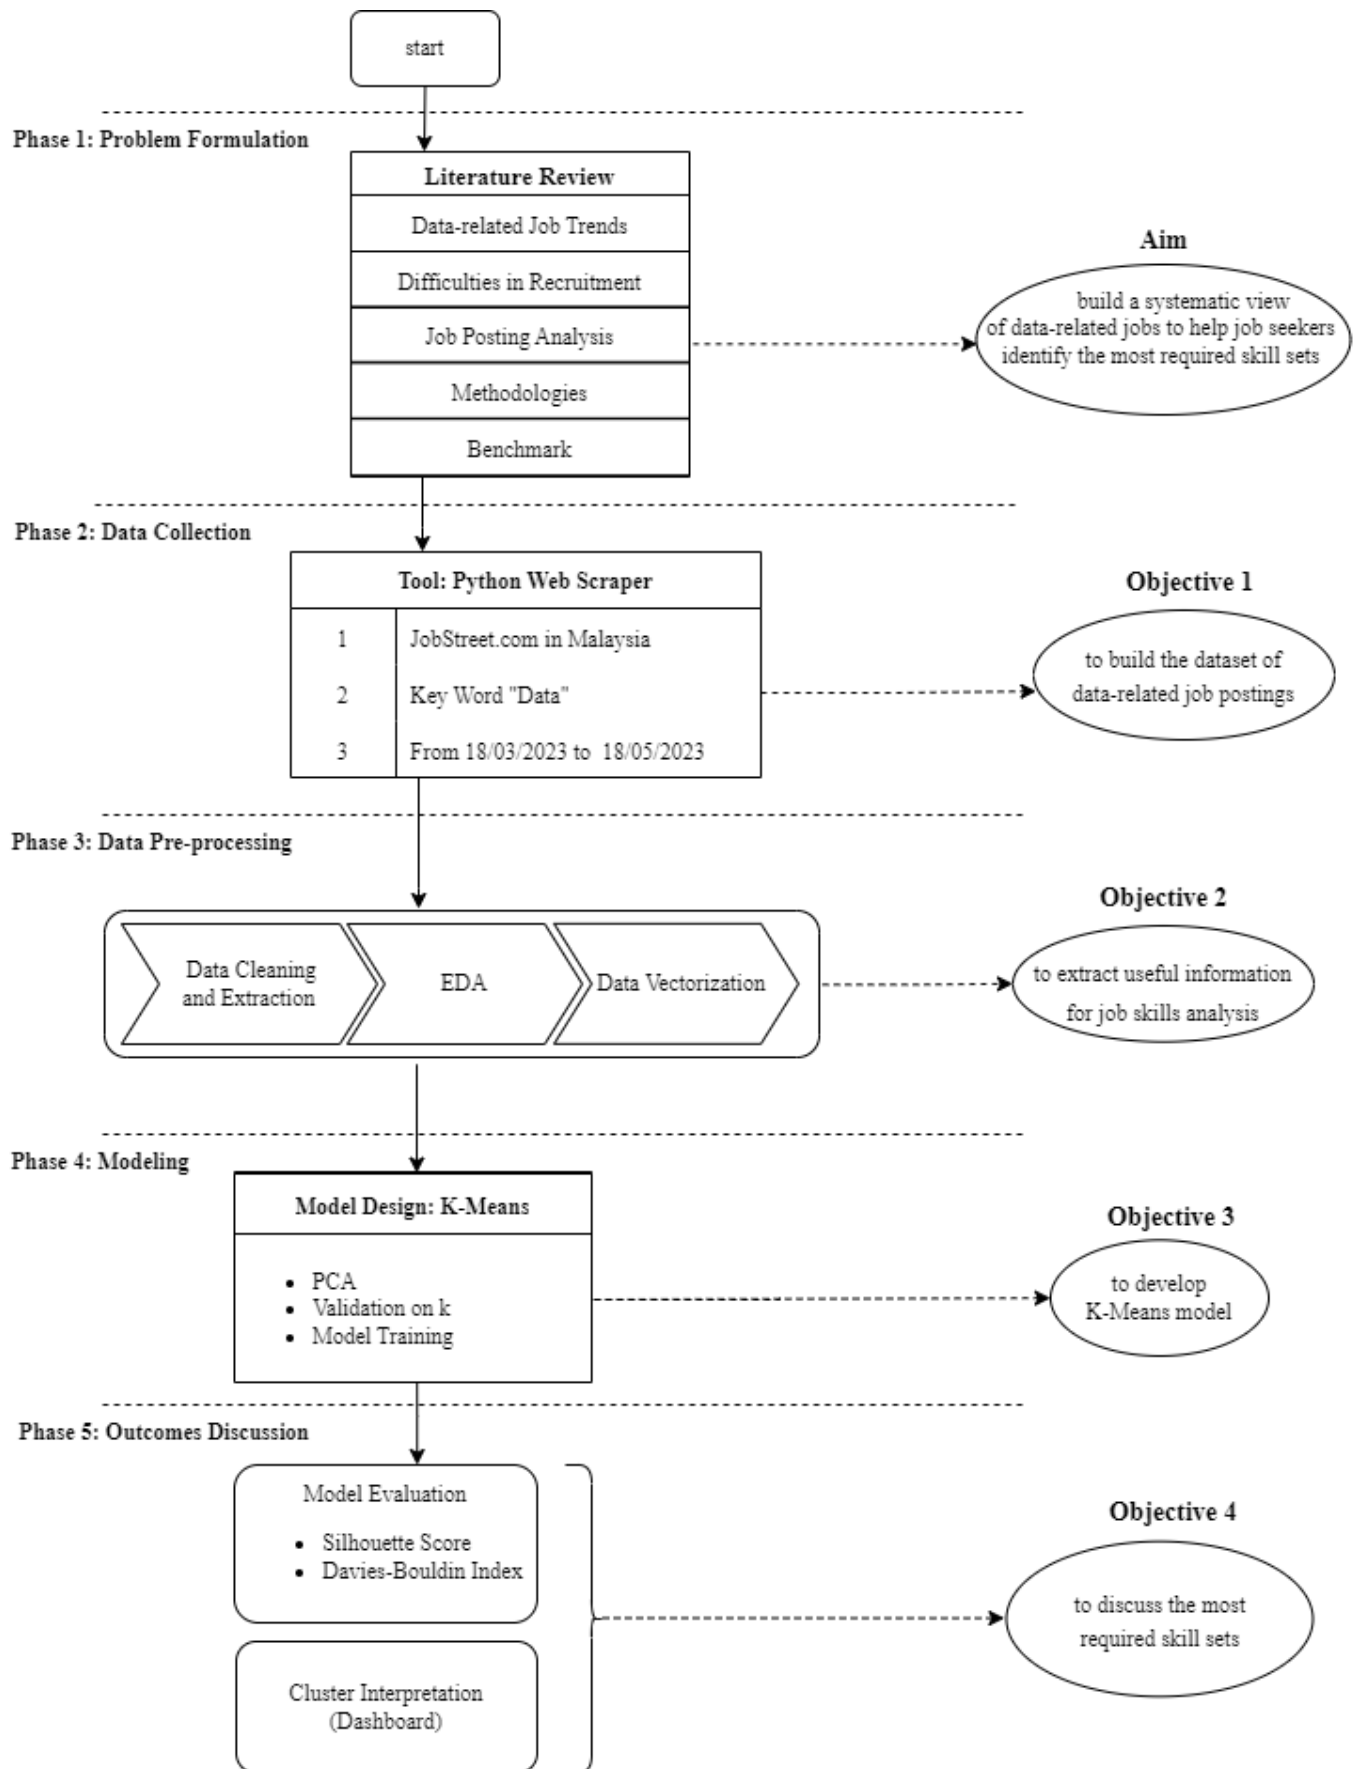 start
Phase 1: Problem Formulation
Literature Review
Data-related Job Trends
Difficulties in Recruitment
Job Posting Analysis
Methodologies
Benchmark
Aim
build a systematic view
of data-related jobs to help job seekers
identify the most required skill sets
Phase 2: Data Collection
Tool: Python Web Scraper
1 JobStreet.com in Malaysia
2 Key Word "Data"
3 From 18/03/2023 to 18/05/2023
Objective 1
to build the dataset of
data-related job postings
Phase 3: Data Pre-processing
Data Cleaning
and Extraction
EDA
Data Vectorization
Objective 2
to extract useful information
for job skills analysis
Phase 4: Modeling
Model Design: K-Means
• PCA
• Validation on k
• Model Training
Objective 3
to develop
K-Means model
Phase 5: Outcomes Discussion
Model Evaluation
• Silhouette Score
• Davies-Bouldin Index
Cluster Interpretation
(Dashboard)
Objective 4
to discuss the most
required skill sets